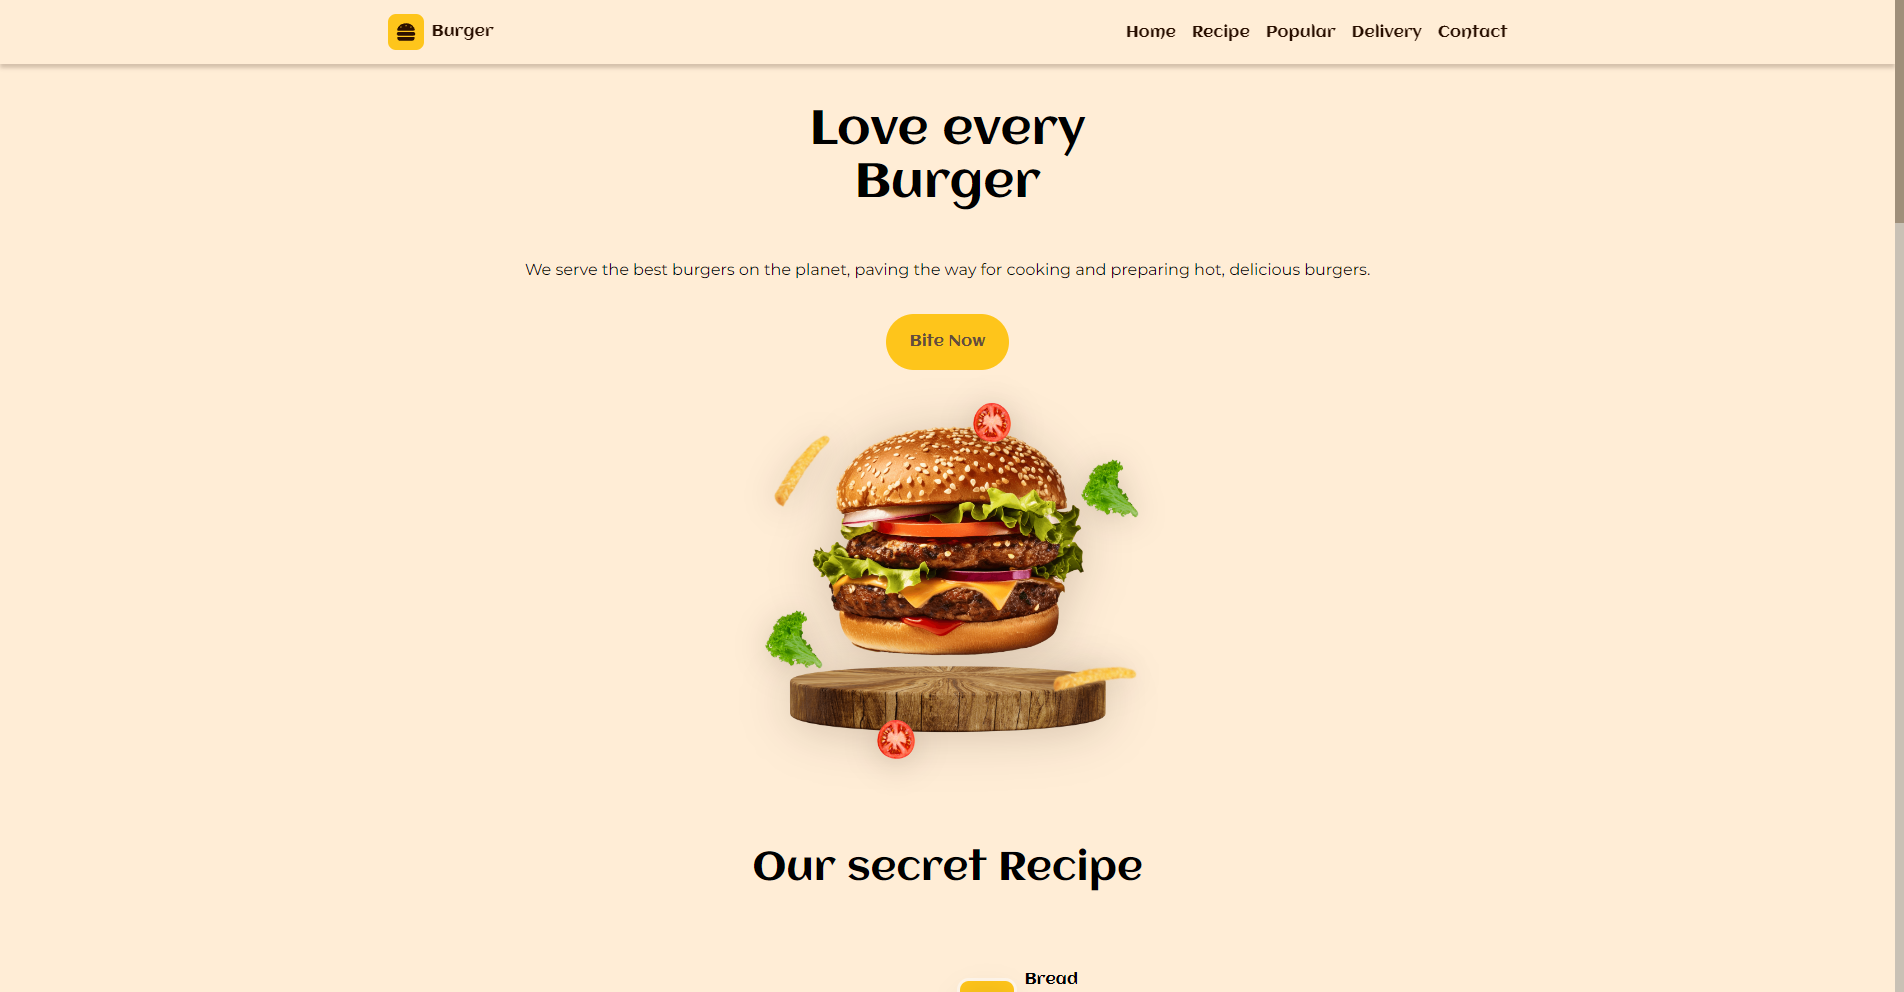 Burger
Home Recipe Popular Delivery Contact
Love every
Burger
We serve the best burgers on the planet, paving the way for cooking and preparing hot, delicious burgers.
Bite Now
Our secret Recipe
Bread